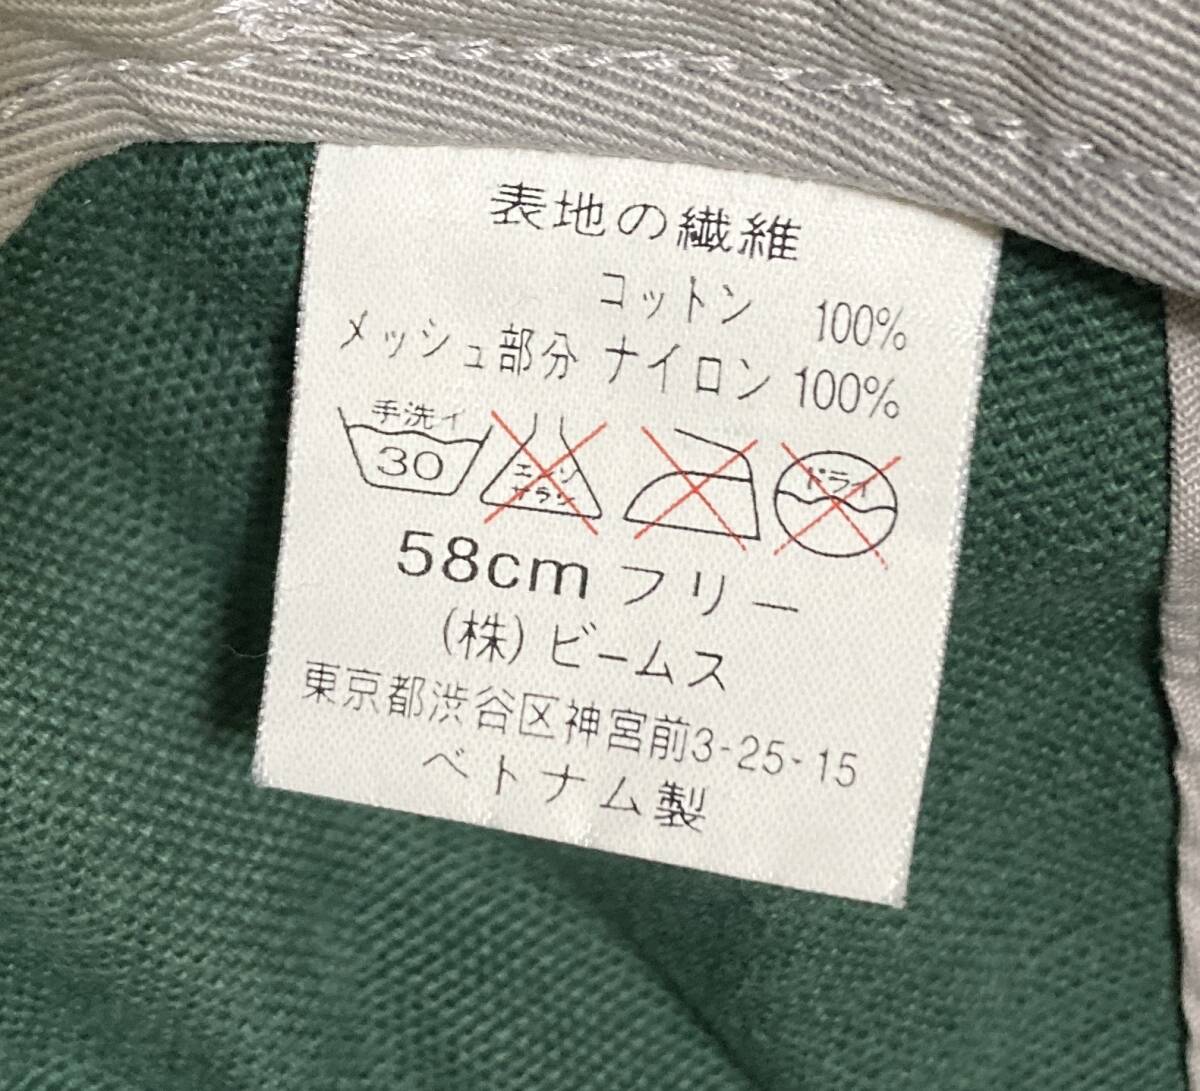 表地の繊維
コットン 100%
メッシュ部分 ナイロン 100%
手洗イ
30
エンソ
サラシ
ドライ
58cm フリー
(株) ビームス
東京都渋谷区神宮前3-25-15
ベトナム製